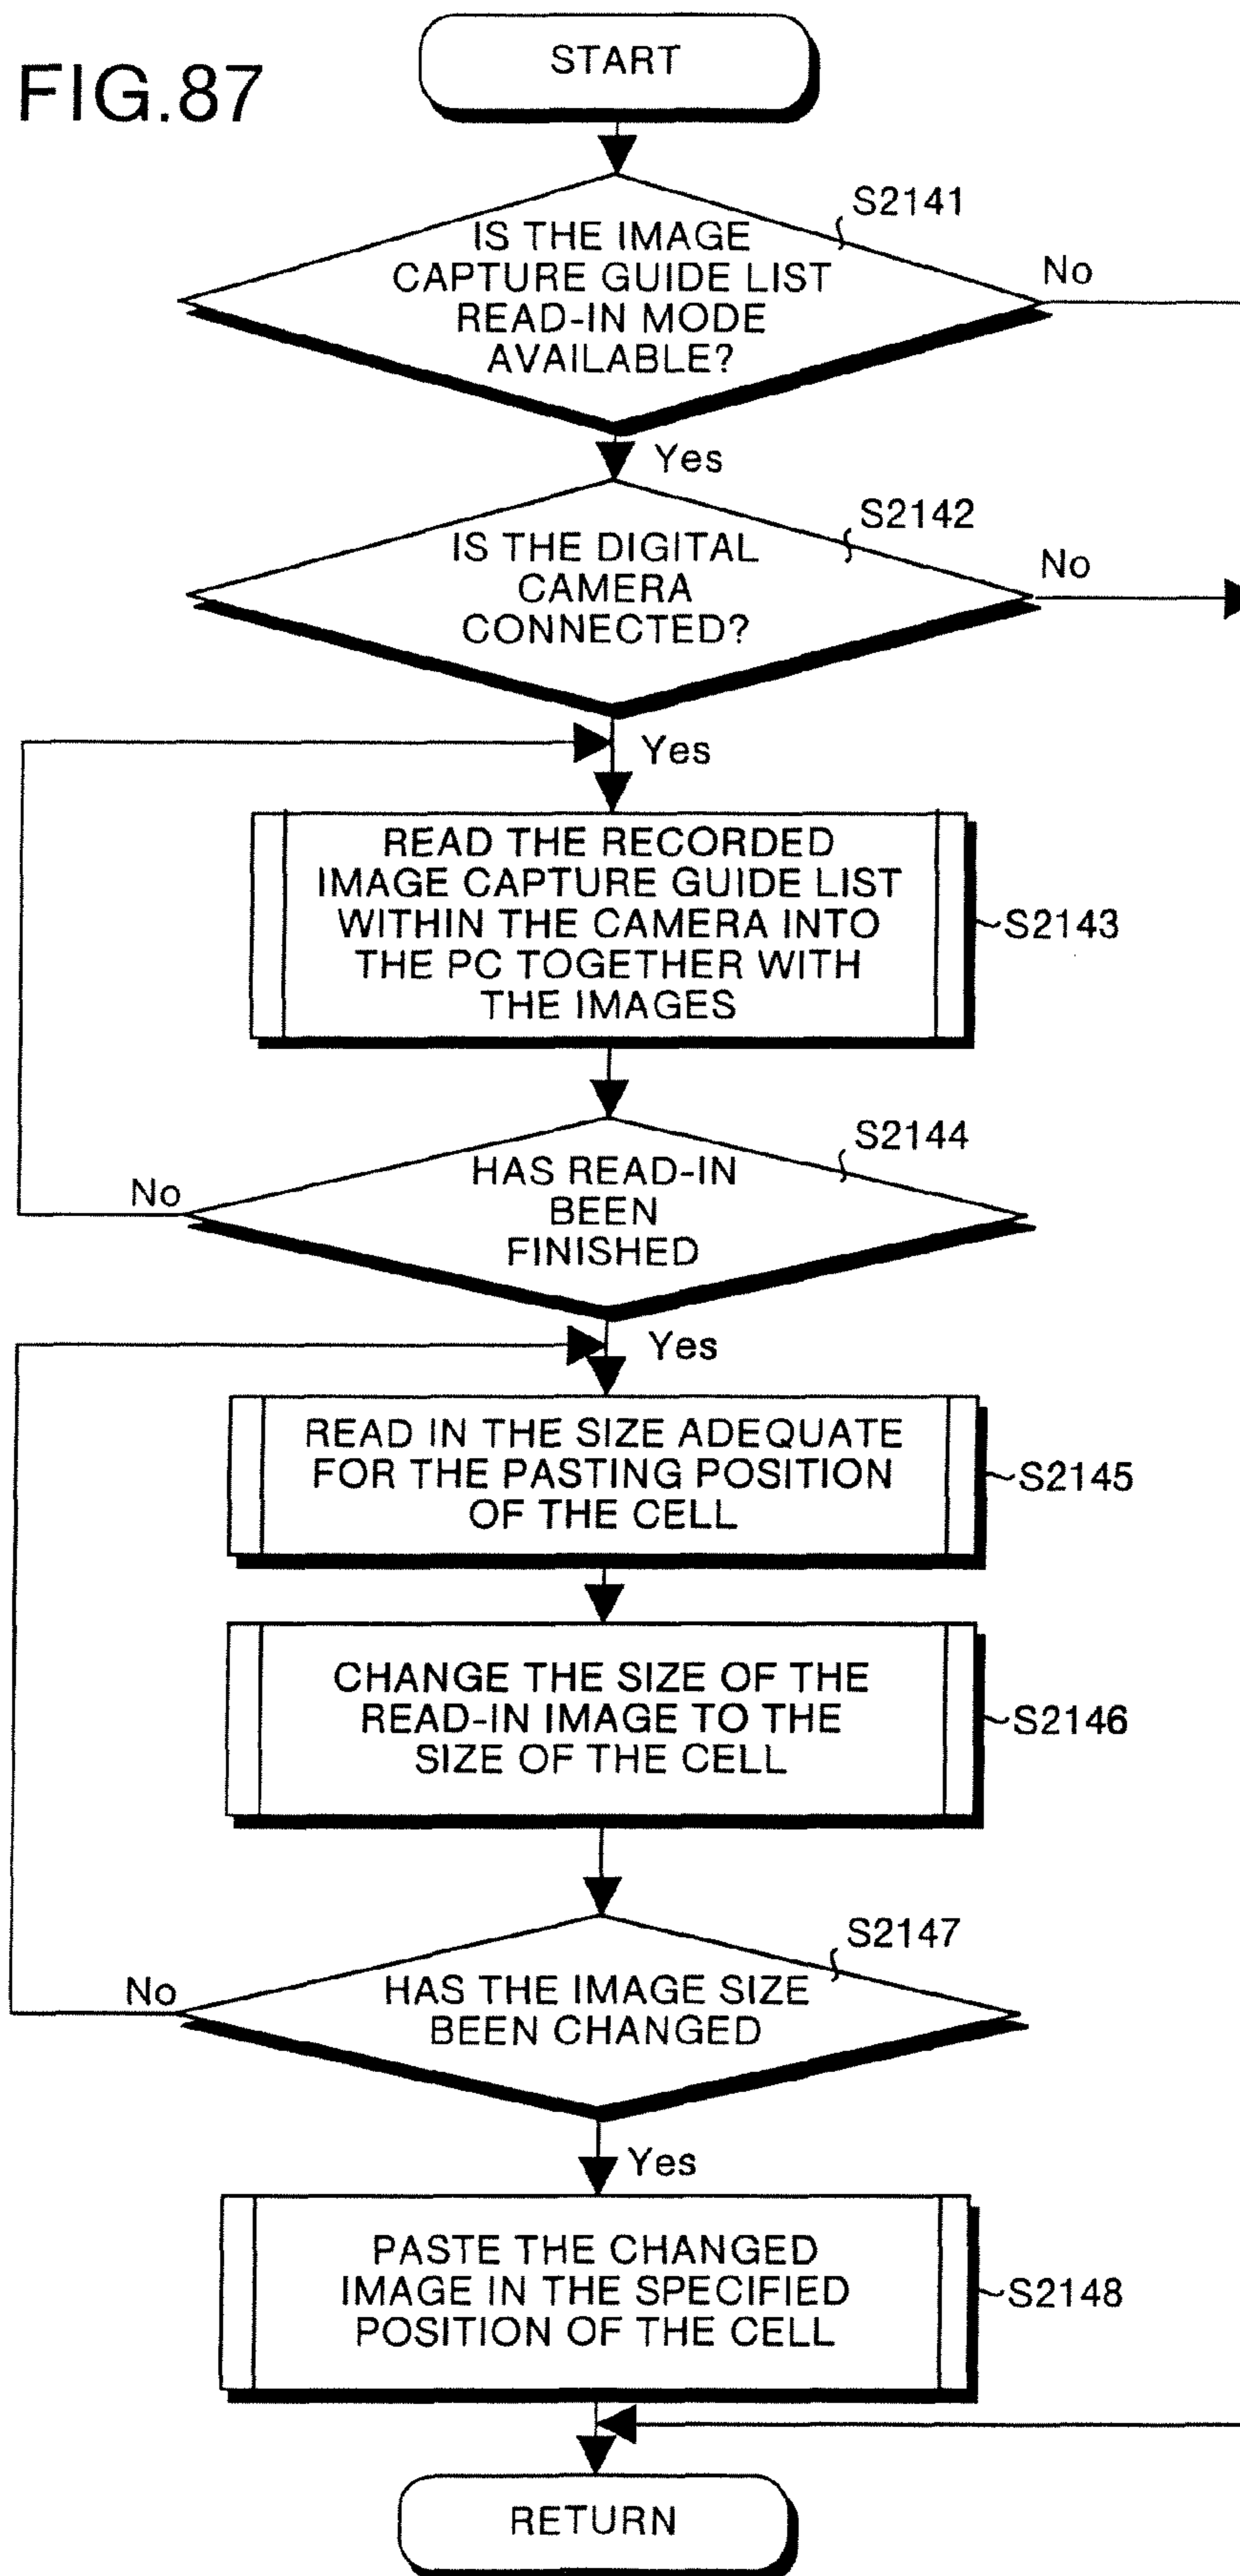 FIG.87
START
S2141
IS THE IMAGE
CAPTURE GUIDE LIST
READ-IN MODE
AVAILABLE?
No
Yes
S2142
IS THE DIGITAL
CAMERA
CONNECTED?
No
Yes
READ THE RECORDED
IMAGE CAPTURE GUIDE LIST
WITHIN THE CAMERA INTO
THE PC TOGETHER WITH
THE IMAGES
S2143
S2144
HAS READ-IN
BEEN
FINISHED
No
Yes
READ IN THE SIZE ADEQUATE
FOR THE PASTING POSITION
OF THE CELL
S2145
CHANGE THE SIZE OF THE
READ-IN IMAGE TO THE
SIZE OF THE CELL
S2146
S2147
HAS THE IMAGE SIZE
BEEN CHANGED
No
Yes
PASTE THE CHANGED
IMAGE IN THE SPECIFIED
POSITION OF THE CELL
S2148
RETURN